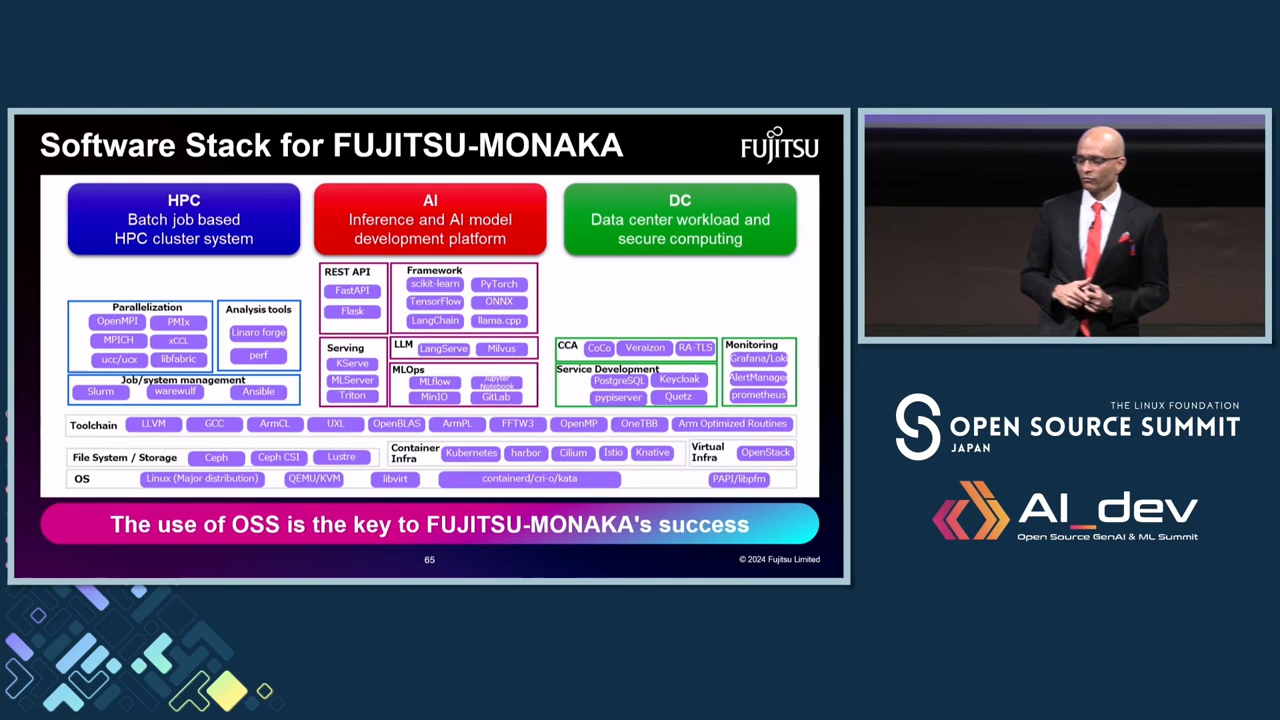 Software Stack for FUJITSU-MONAKA
FUJITSU
HPC
Batch job based
HPC cluster system
AI
Inference and AI model
development platform
DC
Data center workload and
secure computing
Parallelization
OpenMPI
PMIx
MPICH
xCCL
ucc/ucx
libfabric
Analysis tools
Linaro forge
perf
Job/system management
Slurm
warewulf
Ansible
REST API
FastAPI
Flask
Framework
scikit-learn
PyTorch
TensorFlow
ONNX
LangChain
llama.cpp
Serving
KServe
MLServer
Triton
LLM
LangServe
Milvus
MLOps
MLflow
Jupyter
Notebook
MinIO
GitLab
CCA
CoCo
Veraizon
RA-TLS
Service Development
PostgreSQL
Keycloak
pypiserver
Quetz
Monitoring
Grafana/Loki
AlertManager
prometheus
Toolchain
LLVM
GCC
ArmCL
UXL
OpenBLAS
ArmPL
FFTW3
OpenMP
OneTBB
Arm Optimized Routines
File System / Storage
Ceph
Ceph CSI
Lustre
Container
Infra
Kubernetes
harbor
Cilium
Istio
Knative
Virtual
Infra
OpenStack
OS
Linux (Major distribution)
QEMU/KVM
libvirt
containerd/cri-o/kata
PAPI/libpfm
The use of OSS is the key to FUJITSU-MONAKA's success
65
© 2024 Fujitsu Limited
THE LINUX FOUNDATION
OPEN SOURCE SUMMIT
JAPAN
AI_dev
Open Source GenAI & ML Summit